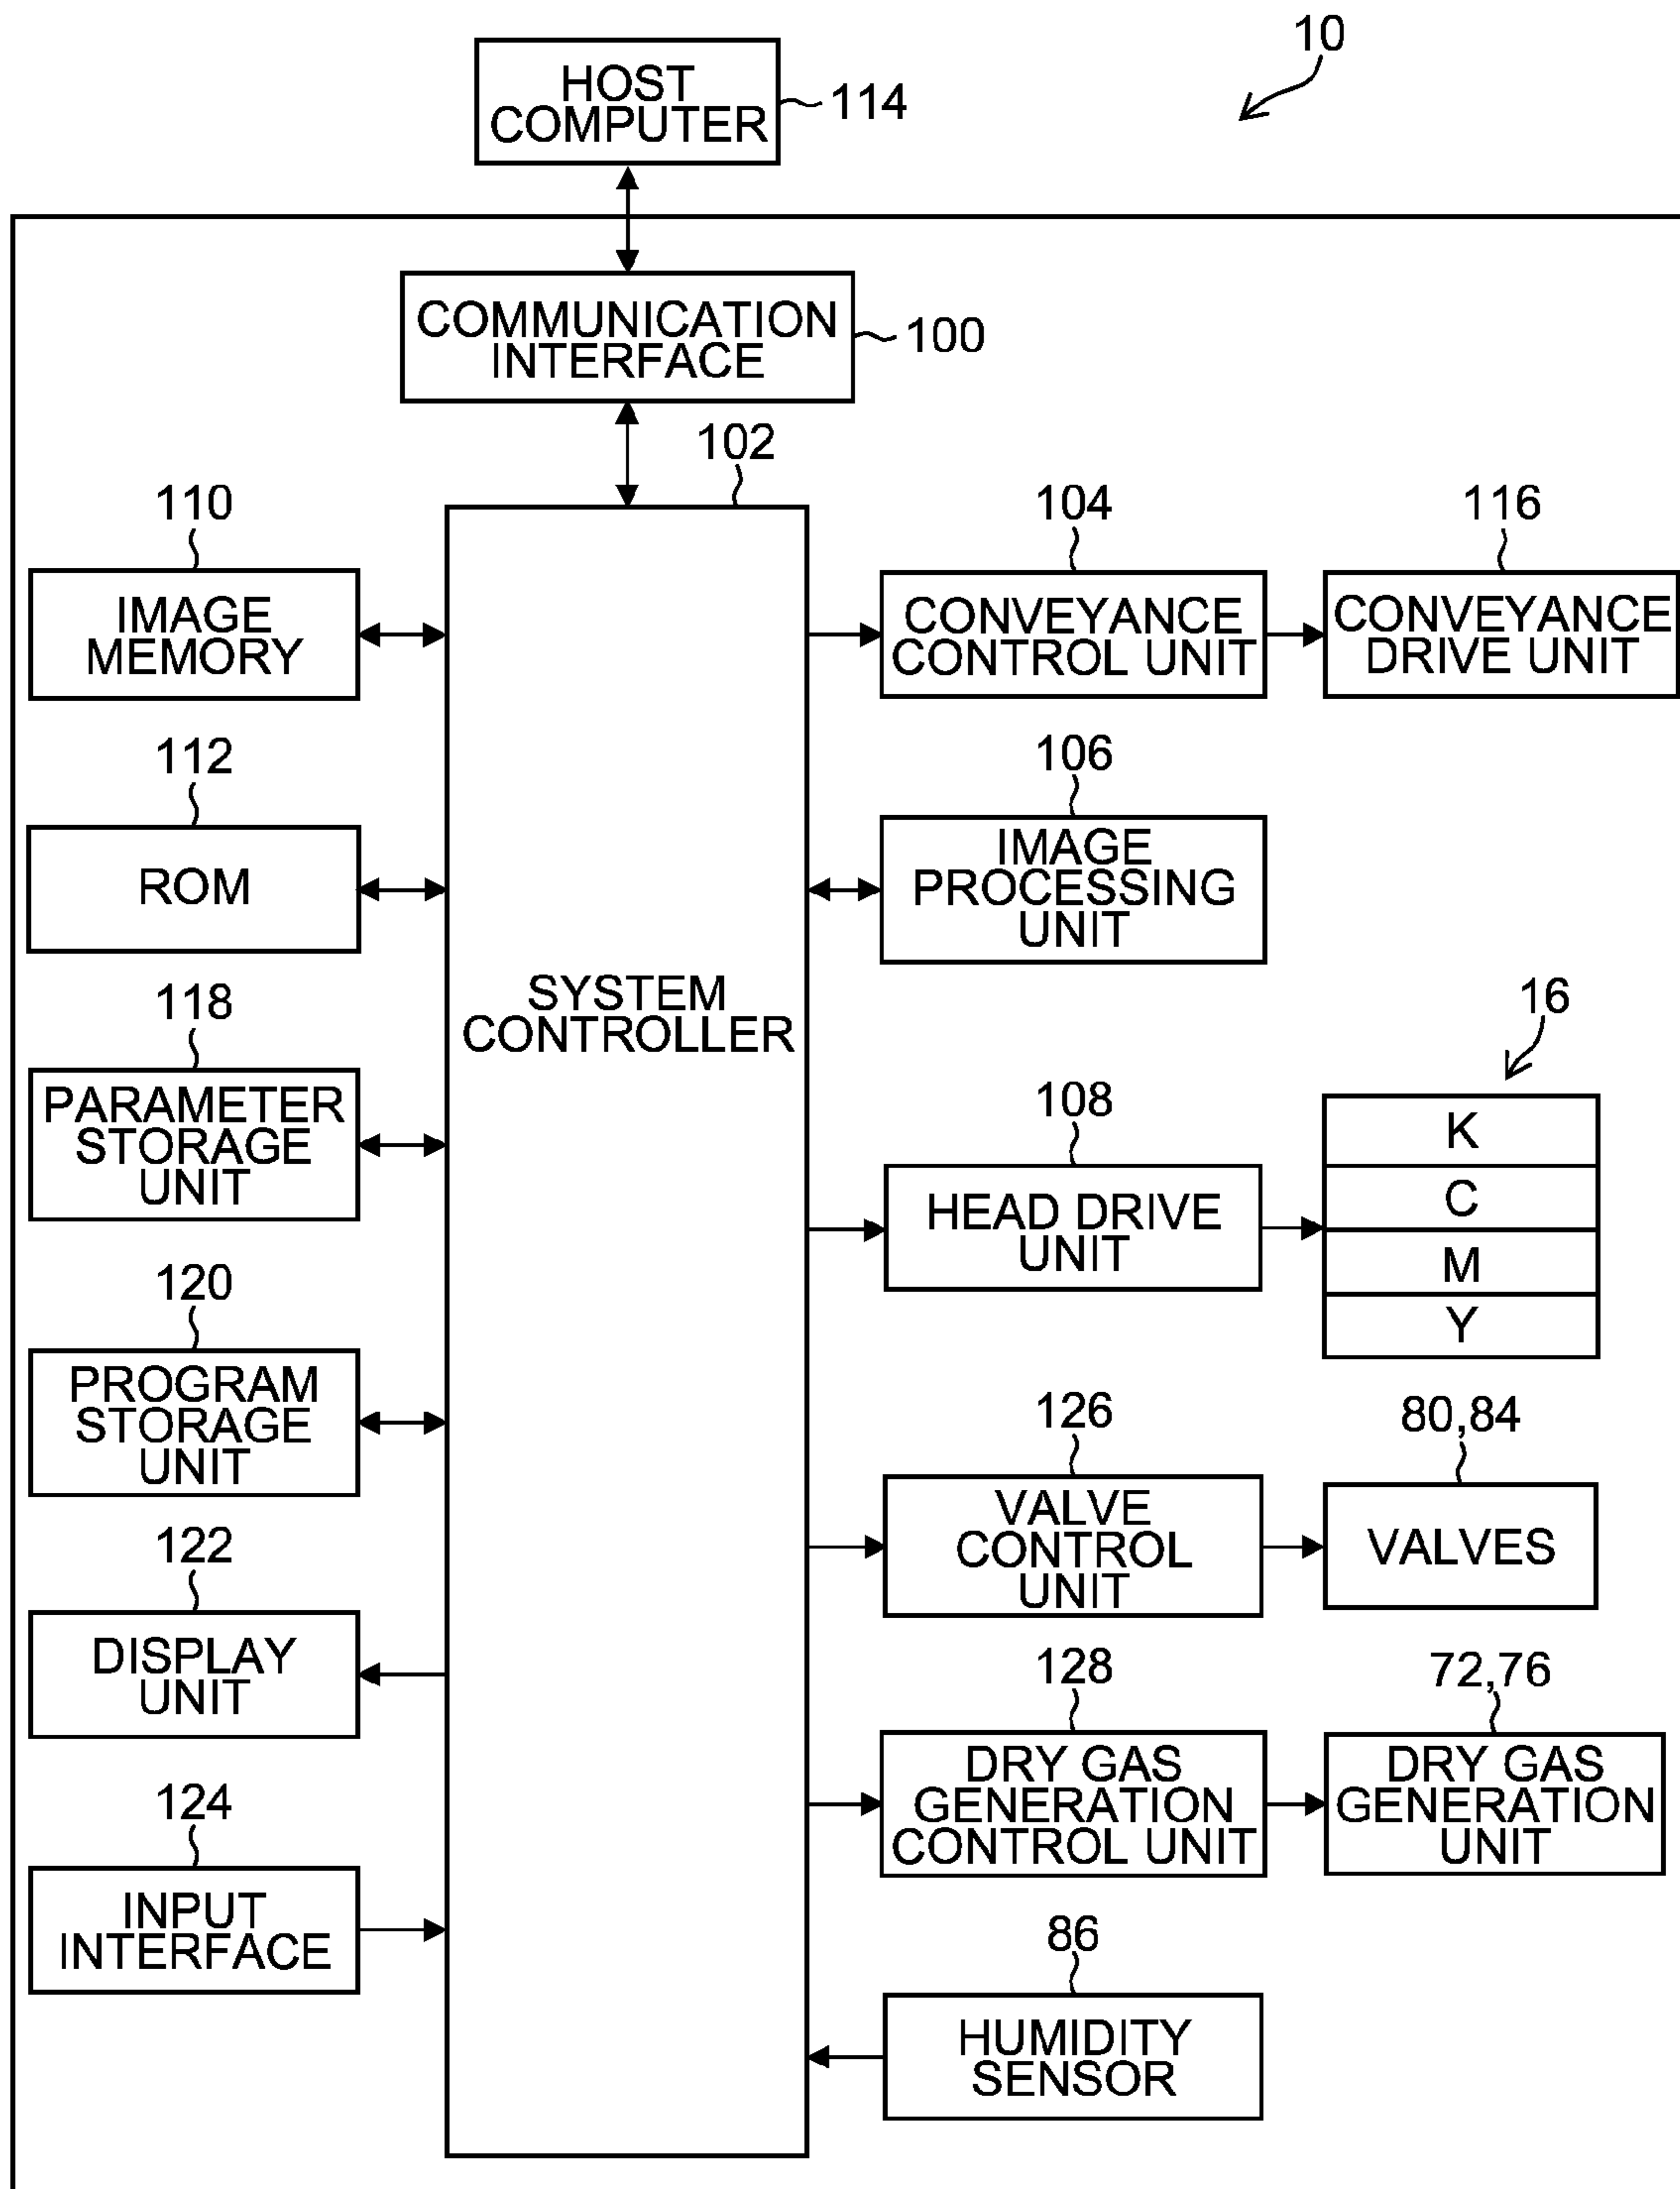 10
HOST
COMPUTER
114
COMMUNICATION
INTERFACE
100
102
SYSTEM
CONTROLLER
110
IMAGE
MEMORY
112
ROM
118
PARAMETER
STORAGE
UNIT
120
PROGRAM
STORAGE
UNIT
122
DISPLAY
UNIT
124
INPUT
INTERFACE
104
CONVEYANCE
CONTROL UNIT
116
CONVEYANCE
DRIVE UNIT
106
IMAGE
PROCESSING
UNIT
16
108
HEAD DRIVE
UNIT
K
C
M
Y
126
VALVE
CONTROL
UNIT
80,84
VALVES
128
DRY GAS
GENERATION
CONTROL UNIT
72,76
DRY GAS
GENERATION
UNIT
86
HUMIDITY
SENSOR